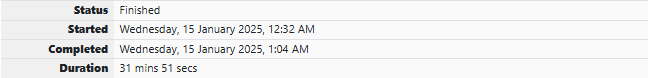 Status Finished
Started Wednesday, 15 January 2025, 12:32 AM
Completed Wednesday, 15 January 2025, 1:04 AM
Duration 31 mins 51 secs